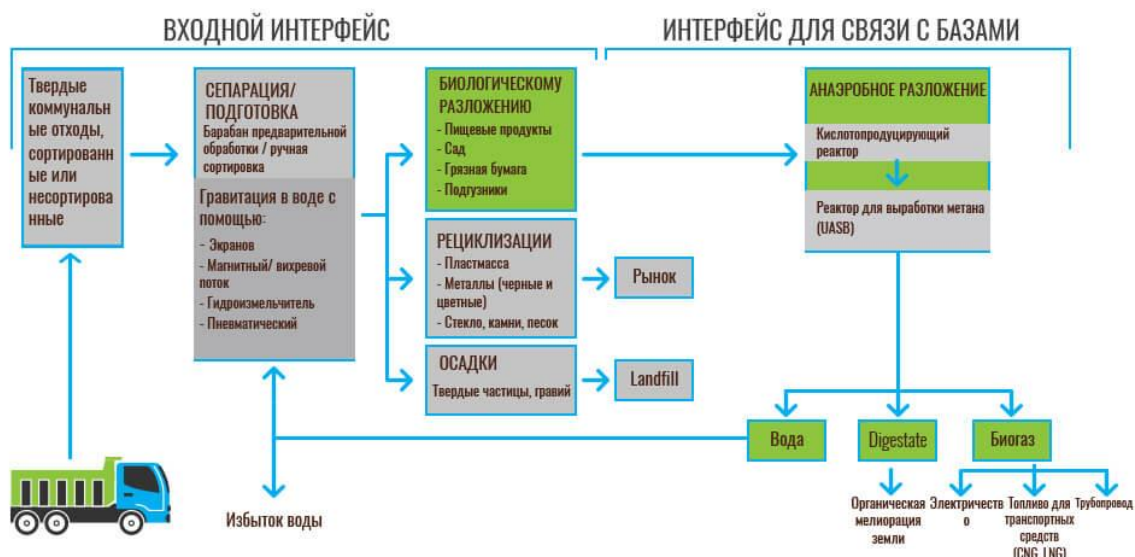 ВХОДНОЙ ИНТЕРФЕЙС
ИНТЕРФЕЙС ДЛЯ СВЯЗИ С БАЗАМИ
Твердые
коммунальн
ые отходы,
сортированн
ые или
несортирова
нные
СЕПАРАЦИЯ/
ПОДГОТОВКА
Барабан предварительной
обработки / ручная
сортировка
Гравитация в воде с
помощью:
- Экранов
- Магнитный/ вихревой
поток
- Гидроизмельчитель
- Пневматический
БИОЛОГИЧЕСКОМУ
РАЗЛОЖЕНИЮ
- Пищевые продукты
- Сад
- Грязная бумага
- Подгузники
РЕЦИКЛИЗАЦИИ
- Пластмасса
- Металлы (черные и
цветные)
- Стекло, камни, песок
Рынок
ОСАДКИ
Твердые частицы, гравий
Landfill
АНАЭРОБНОЕ РАЗЛОЖЕНИЕ
Кислотопродуцирующий
реактор
Реактор для выработки метана
(UASB)
Вода
Digestate
Биогаз
Избыток воды
Органическая
мелиорация
земли
Электричеств
о
Топливо для
транспортных
средств
(CNG, LNG)
Трубопровод